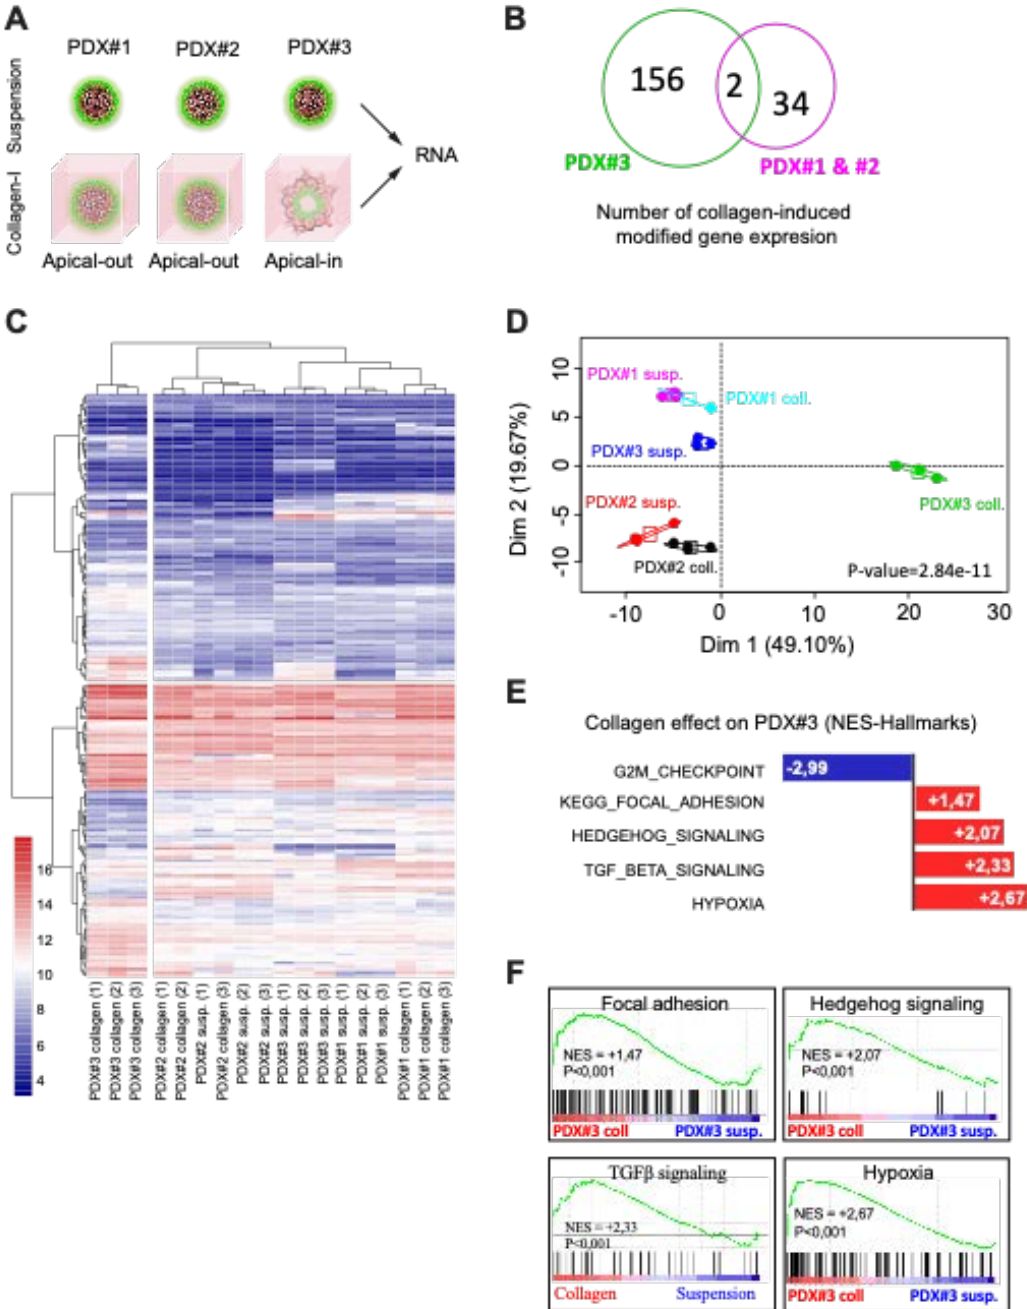 A
PDX#1
PDX#2
PDX#3
Suspension
Collagen-I
RNA
Apical-out
Apical-out
Apical-in
B
156
2
34
PDX#3
PDX#1 & #2
Number of collagen-induced
modified gene expresion
C
16
14
12
10
8
6
4
PDX#3 collagen (1)
PDX#3 collagen (2)
PDX#3 collagen (3)
PDX#2 collagen (1)
PDX#2 collagen (2)
PDX#2 susp. (1)
PDX#2 collagen (3)
PDX#2 susp. (2)
PDX#2 susp. (3)
PDX#3 susp. (1)
PDX#3 susp. (2)
PDX#3 susp. (3)
PDX#1 susp. (1)
PDX#1 susp. (2)
PDX#1 susp. (3)
PDX#1 collagen (1)
PDX#1 collagen (2)
PDX#1 collagen (3)
D
Dim 2 (19.67%)
10
5
0
-5
-10
PDX#1 susp.
PDX#1 coll.
PDX#3 susp.
PDX#3 coll.
PDX#2 susp.
PDX#2 coll.
P-value=2.84e-11
-10
0
10
20
30
Dim 1 (49.10%)
E
Collagen effect on PDX#3 (NES-Hallmarks)
G2M_CHECKPOINT
-2,99
KEGG_FOCAL_ADHESION
+1,47
HEDGEHOG_SIGNALING
+2,07
TGF_BETA_SIGNALING
+2,33
HYPOXIA
+2,67
F
Focal adhesion
NES = +1,47
P<0,001
PDX#3 coll
PDX#3 susp.
Hedgehog signaling
NES = +2,07
P<0,001
PDX#3 coll
PDX#3 susp.
TGFβ signaling
NES = +2,33
P<0,001
Collagen
Suspension
Hypoxia
NES = +2,67
P<0,001
PDX#3 coll
PDX#3 susp.